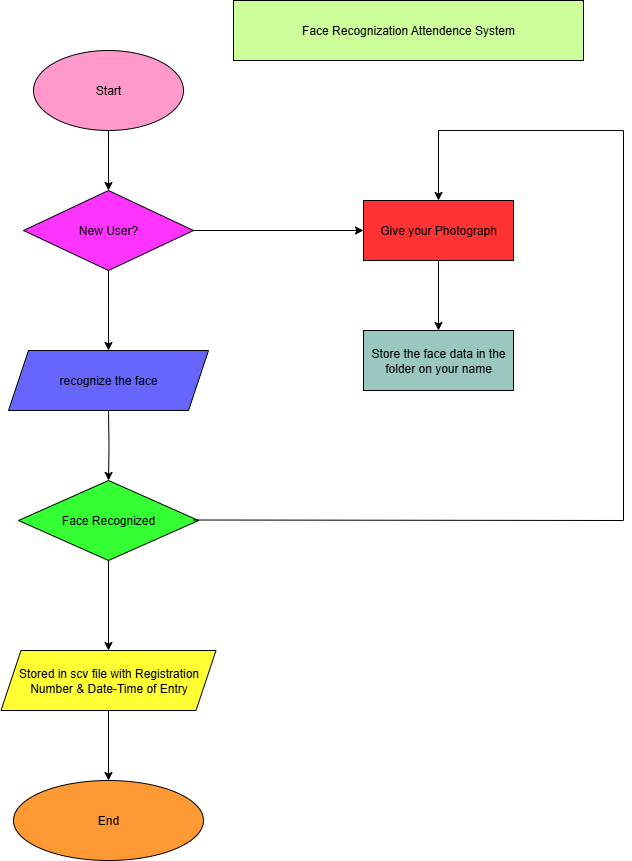 Face Recognization Attendence System
Start
New User?
Give your Photograph
Store the face data in the
folder on your name
recognize the face
Face Recognized
Stored in scv file with Registration
Number & Date-Time of Entry
End